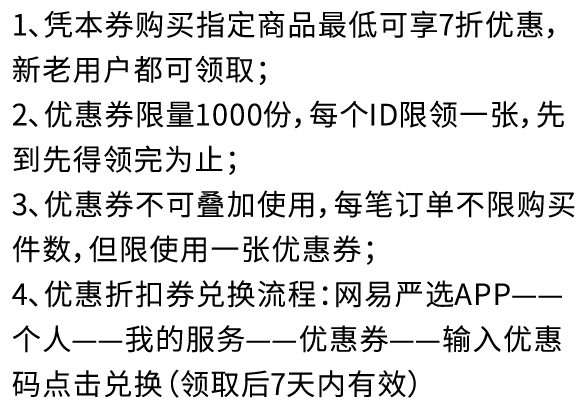 1、凭本券购买指定商品最低可享7折优惠，
新老用户都可领取；
2、优惠券限量1000份，每个ID限领一张，先
到先得领完为止；
3、优惠券不可叠加使用，每笔订单不限购买
件数，但限使用一张优惠券；
4、优惠折扣券兑换流程：网易严选APP——
个人——我的服务——优惠券——输入优惠
码点击兑换（领取后7天内有效）